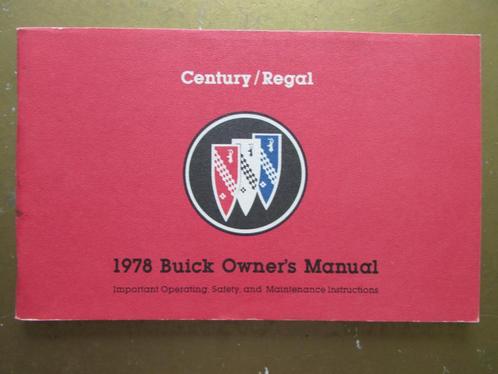 Century/Regal
1978 Buick Owner's Manual
Important Operating, Safety, and Maintenance Instructions